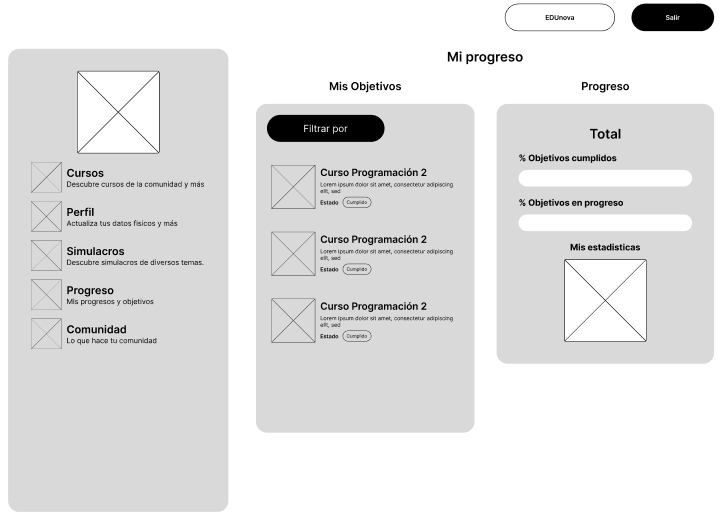 EDUnova
Salir
Cursos
Descubre cursos de la comunidad y más
Perfil
Actualiza tus datos fisicos y más
Simulacros
Descubre simulacros de diversos temas.
Progreso
Mis progresos y objetivos
Comunidad
Lo que hace tu comunidad
Mi progreso
Mis Objetivos
Filtrar por
Curso Programación 2
Lorem ipsum dolor sit amet, consectetur adipiscing
elit, sed
Estado Cumplido
Curso Programación 2
Lorem ipsum dolor sit amet, consectetur adipiscing
elit, sed
Estado Cumplido
Curso Programación 2
Lorem ipsum dolor sit amet, consectetur adipiscing
elit, sed
Estado Cumplido
Progreso
Total
% Objetivos cumplidos
% Objetivos en progreso
Mis estadísticas